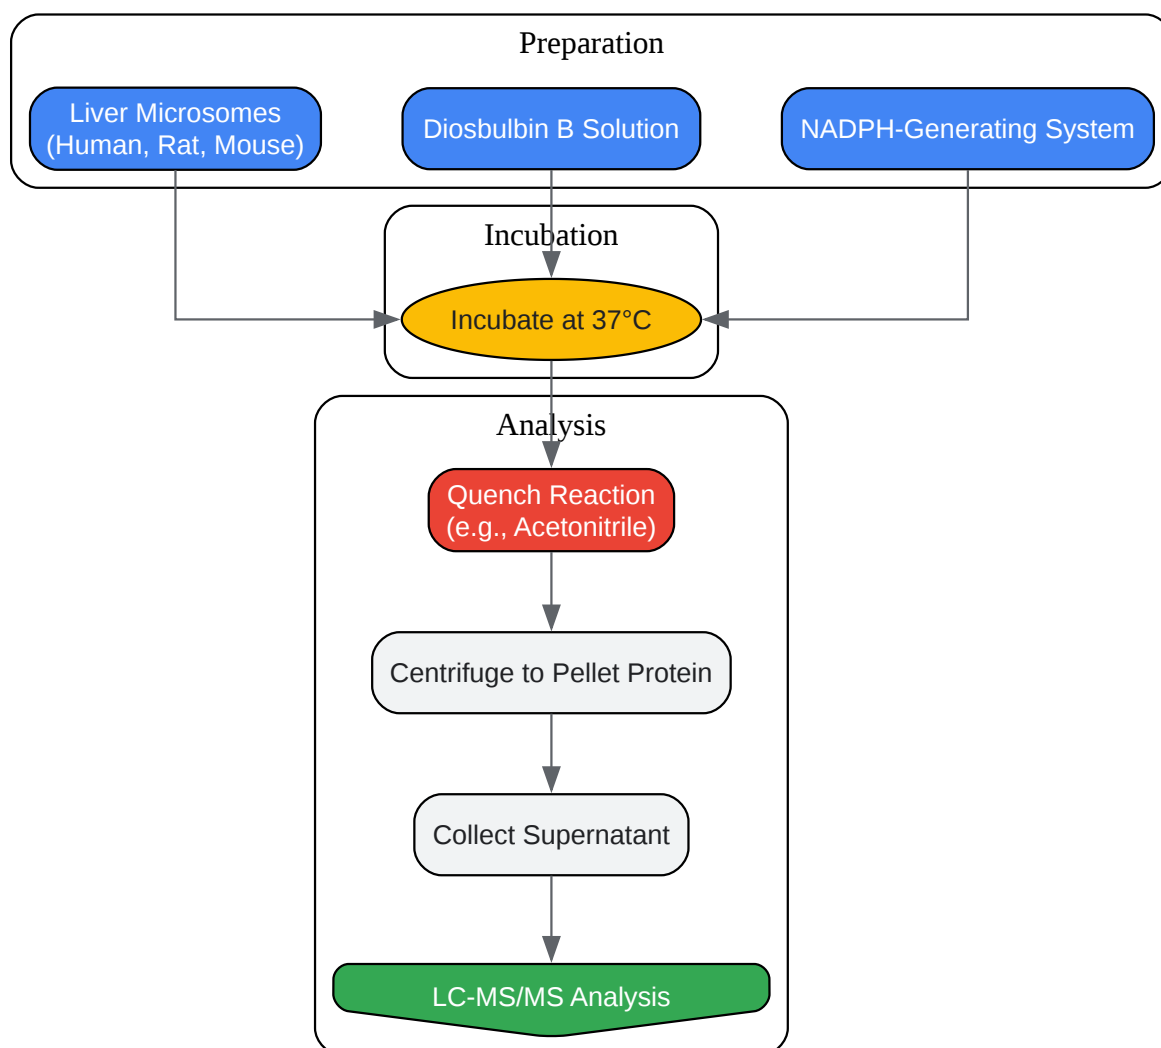 Preparation
Liver Microsomes
(Human, Rat, Mouse)
Diosbulbin B Solution
NADPH-Generating System
Incubation
Incubate at 37°C
Analysis
Quench Reaction
(e.g., Acetonitrile)
Centrifuge to Pellet Protein
Collect Supernatant
LC-MS/MS Analysis